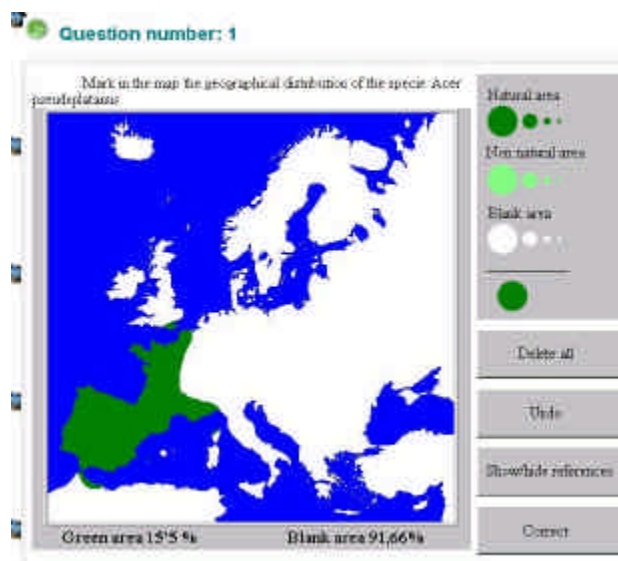 Question number: 1
Mark in the map the geographical distribution of the specie: Acer
pseudeplatanus
Natural area
Non natural area
Blank area
Delete all
Undo
Show/hide references
Correct
Green area 15'5 %
Blank area 91,66%